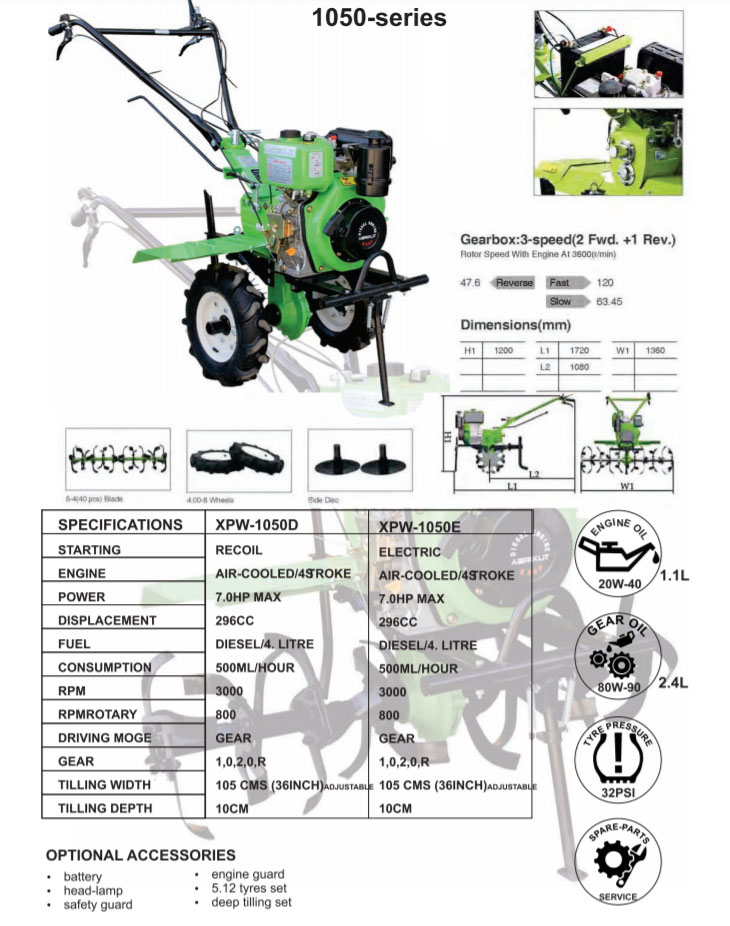 1050-series
Gearbox:3-speed(2 Fwd. +1 Rev.)
Rotor Speed With Engine At 3600(r/min)
47.6 Reverse Fast 120
Slow 63.45
Dimensions(mm)
H1 1200 L1 1720 W1 1360
L2 1080
H1
L2
L1
W1
5-4(40 pcs) Blade
4.00-8 Wheels
Side Disc
SPECIFICATIONS XPW-1050D XPW-1050E
STARTING RECOIL ELECTRIC
ENGINE AIR-COOLED/4STROKE AIR-COOLED/4STROKE
POWER 7.0HP MAX 7.0HP MAX
DISPLACEMENT 296CC 296CC
FUEL DIESEL/4. LITRE DIESEL/4. LITRE
CONSUMPTION 500ML/HOUR 500ML/HOUR
RPM 3000 3000
RPMROTARY 800 800
DRIVING MOGE GEAR GEAR
GEAR 1,0,2,0,R 1,0,2,0,R
TILLING WIDTH 105 CMS (36INCH)ADJUSTABLE 105 CMS (36INCH)ADJUSTABLE
TILLING DEPTH 10CM 10CM
ENGINE OIL
20W-40
1.1L
GEAR OIL
80W-90
2.4L
TYRE PRESSURE
32PSI
SPARE-PARTS
SERVICE
OPTIONAL ACCESSORIES
• battery
• head-lamp
• safety guard
• engine guard
• 5.12 tyres set
• deep tilling set